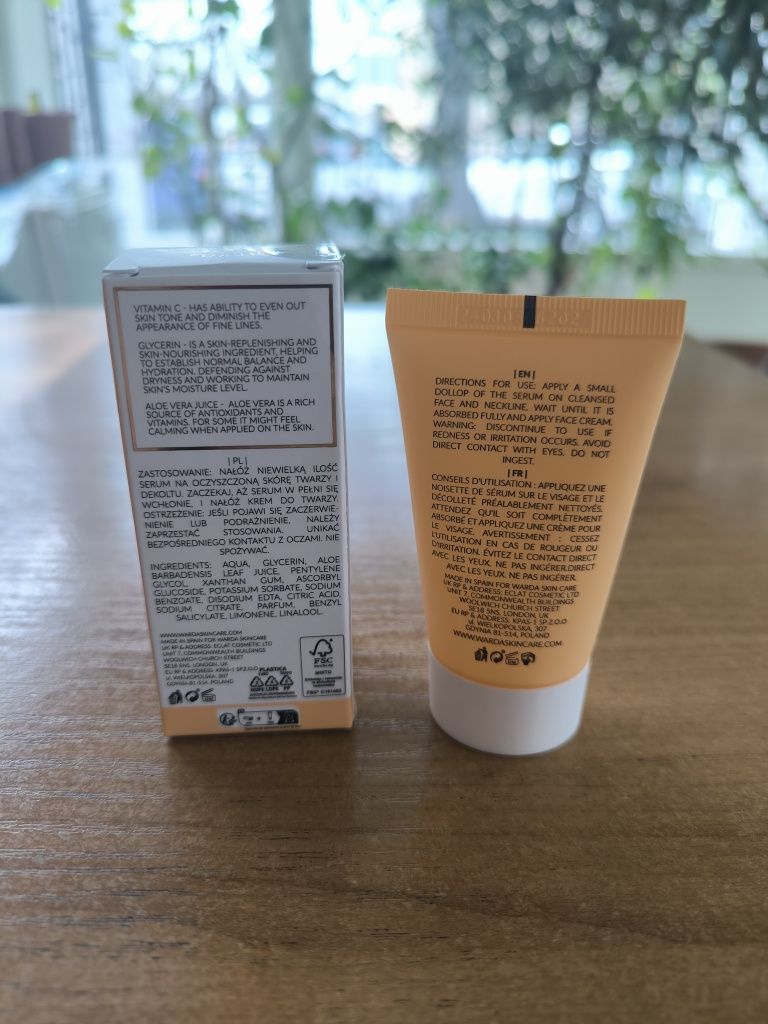 VITAMIN C - HAS ABILITY TO EVEN OUT
SKIN TONE AND DIMINISH THE
APPEARANCE OF FINE LINES.
GLYCERIN - IS A SKIN-REPLENISHING AND
SKIN-NOURISHING INGREDIENT, HELPING
TO ESTABLISH NORMAL BALANCE AND
HYDRATION. DEFENDING AGAINST
DRYNESS AND WORKING TO MAINTAIN
SKIN'S MOISTURE LEVEL.
ALOE VERA JUICE - ALOE VERA IS A RICH
SOURCE OF ANTIOXIDANTS AND
VITAMINS. FOR SOME IT MIGHT FEEL
CALMING WHEN APPLIED ON THE SKIN.
| PL |
ZASTOSOWANIE: NAŁÓŻ NIEWIELKĄ ILOŚĆ
SERUM NA OCZYSZCZONĄ SKÓRĘ TWARZY I
DEKOLTU. ZACZEKAJ, AŻ SERUM W PEŁNI SIĘ
WCHŁONIE, I NAŁÓŻ KREM DO TWARZY.
OSTRZEŻENIE: JEŚLI POJAWI SIĘ ZACZERWIE-
NIENIE LUB PODRAŻNIENIE, NALEŻY
ZAPRZESTAĆ STOSOWANIA. UNIKAĆ
BEZPOŚREDNIEGO KONTAKTU Z OCZAMI. NIE
SPOŻYWAĆ.
INGREDIENTS: AQUA, GLYCERIN, ALOE
BARBADENSIS LEAF JUICE, PENTYLENE
GLYCOL, XANTHAN GUM, ASCORBYL
GLUCOSIDE, POTASSIUM SORBATE, SODIUM
BENZOATE, DISODIUM EDTA, CITRIC ACID,
SODIUM CITRATE, PARFUM, BENZYL
SALICYLATE, LIMONENE, LINALOOL.
WWW.WARDASKINCARE.COM
MADE IN SPAIN FOR WARDA SKINCARE
UK RP & ADDRESS: ECLAT COSMETIC LTD
UNIT 7, COMMONWEALTH BUILDINGS
WOOLWICH CHURCH STREET
SE18 5NS. LONDON, UK
EU RP & ADDRESS: KPAS-1 SP.Z.O.O
ul. WIELKOPOLSKA, 307
GDYNIA 81-514, POLAND
PLASTICA
HDPE LDPE PP
FSC
MIXTO
| EN |
DIRECTIONS FOR USE: APPLY A SMALL
DOLLOP OF THE SERUM ON CLEANSED
FACE AND NECKLINE. WAIT UNTIL IT IS
ABSORBED FULLY AND APPLY FACE CREAM.
WARNING: DISCONTINUE TO USE IF
REDNESS OR IRRITATION OCCURS. AVOID
DIRECT CONTACT WITH EYES. DO NOT
INGEST.
| FR |
CONSEILS D'UTILISATION : APPLIQUEZ UNE
NOISETTE DE SÉRUM SUR LE VISAGE ET LE
DÉCOLLETÉ PRÉALABLEMENT NETTOYÉS.
ATTENDEZ QU'IL SOIT COMPLÈTEMENT
ABSORBÉ ET APPLIQUEZ UNE CRÈME POUR
LE VISAGE. AVERTISSEMENT : CESSEZ
L'UTILISATION EN CAS DE ROUGEUR OU
D'IRRITATION. ÉVITEZ LE CONTACT DIRECT
AVEC LES YEUX. NE PAS INGÉRER.DIRECT
AVEC LES YEUX. NE PAS INGÉRER.
MADE IN SPAIN FOR WARDA SKIN CARE
UK RP & ADDRESS: ECLAT COSMETIC LTD
UNIT 7, COMMONWEALTH BUILDINGS
WOOLWICH CHURCH STREET
SE18 5NS. LONDON, UK
EU RP & ADDRESS: KPAS-1 SP.Z.O.O
ul. WIELKOPOLSKA, 307
GDYNIA 81-514, POLAND
WWW.WARDASKINCARE.COM